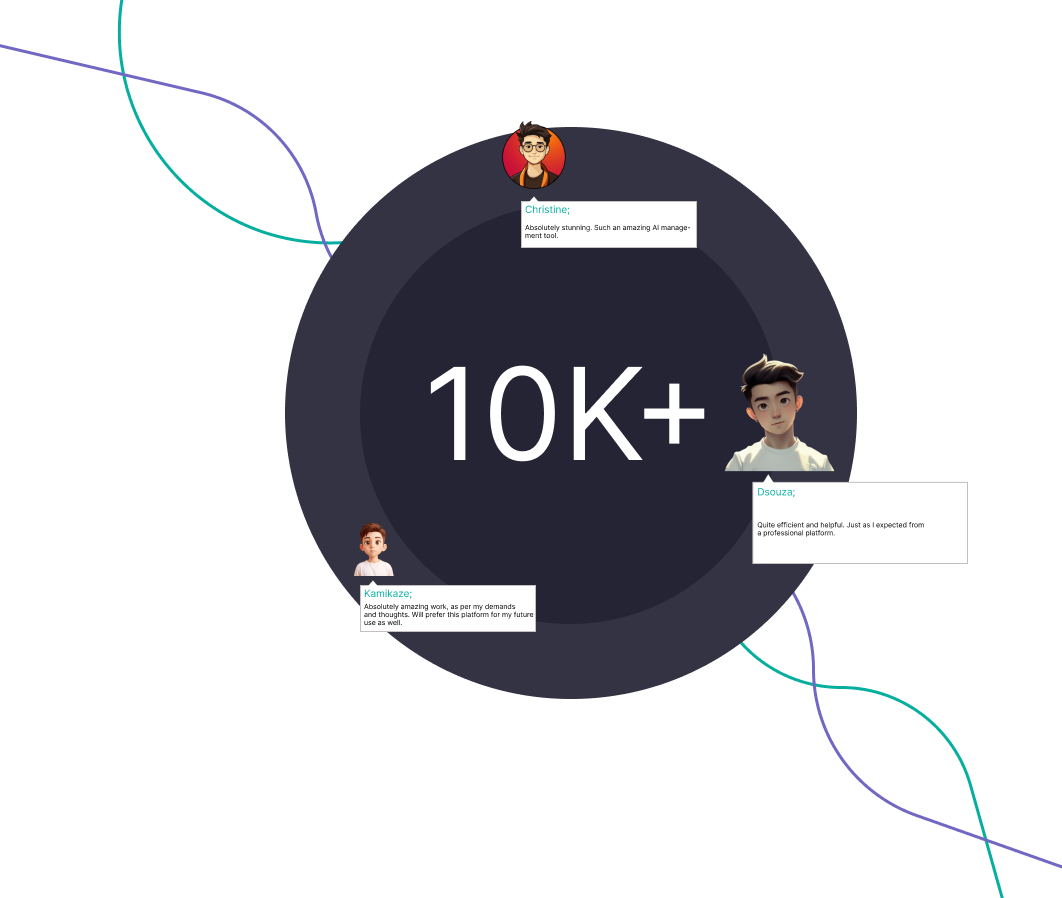 Christine;
Absolutely stunning. Such an amazing AI manage-
ment tool.
10K+
Dsouza;
Quite efficient and helpful. Just as I expected from
a professional platform.
Kamikaze;
Absolutely amazing work, as per my demands
and thoughts. Will prefer this platform for my future
use as well.